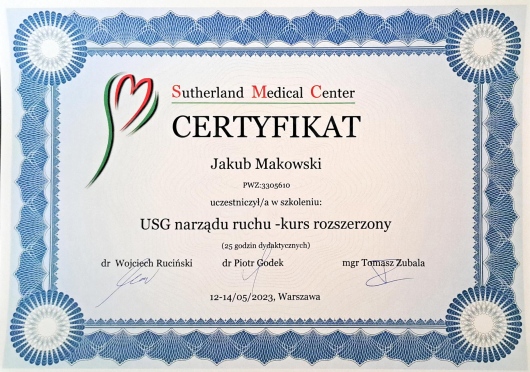 Sutherland Medical Center
CERTYFIKAT
Jakub Makowski
PWZ:3305610
uczestniczył/a w szkoleniu:
USG narządu ruchu -kurs rozszerzony
(25 godzin dydaktycznych)
dr Wojciech Ruciński dr Piotr Godek mgr Tomasz Zubala
12-14/05/2023, Warszawa